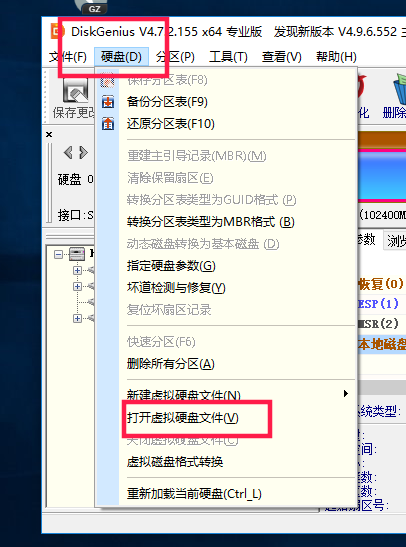 GZ
DiskGenius V4.7.2.155 x64 专业版 发现新版本 V4.9.6.552 主
文件(F) 硬盘(D) 分区(P) 工具(T) 查看(V) 帮助(H)
保存更改
保存分区表(F8)
备份分区表(F9)
还原分区表(F10)
化
删除
重建主引导记录(MBR)(M)
清除保留扇区(E)
硬盘 0
转换分区表类型为GUID格式 (P)
转换分区表类型为MBR格式 (B)
接口:S
(102400M
动态磁盘转换为基本磁盘 (D)
参数
浏览
指定硬盘参数(G)
坏道检测与修复(Y)
恢复(0)
复位坏扇区记录
ESP(1)
MSR(2)
快速分区(F6)
本地磁盘
删除所有分区(A)
新建虚拟硬盘文件(N)
打开虚拟硬盘文件(V)
系统类型:
关闭虚拟硬盘文件(C)
虚拟磁盘格式转换
空间:
数:
重新加载当前硬盘(Ctrl_L)
起始扇区号: